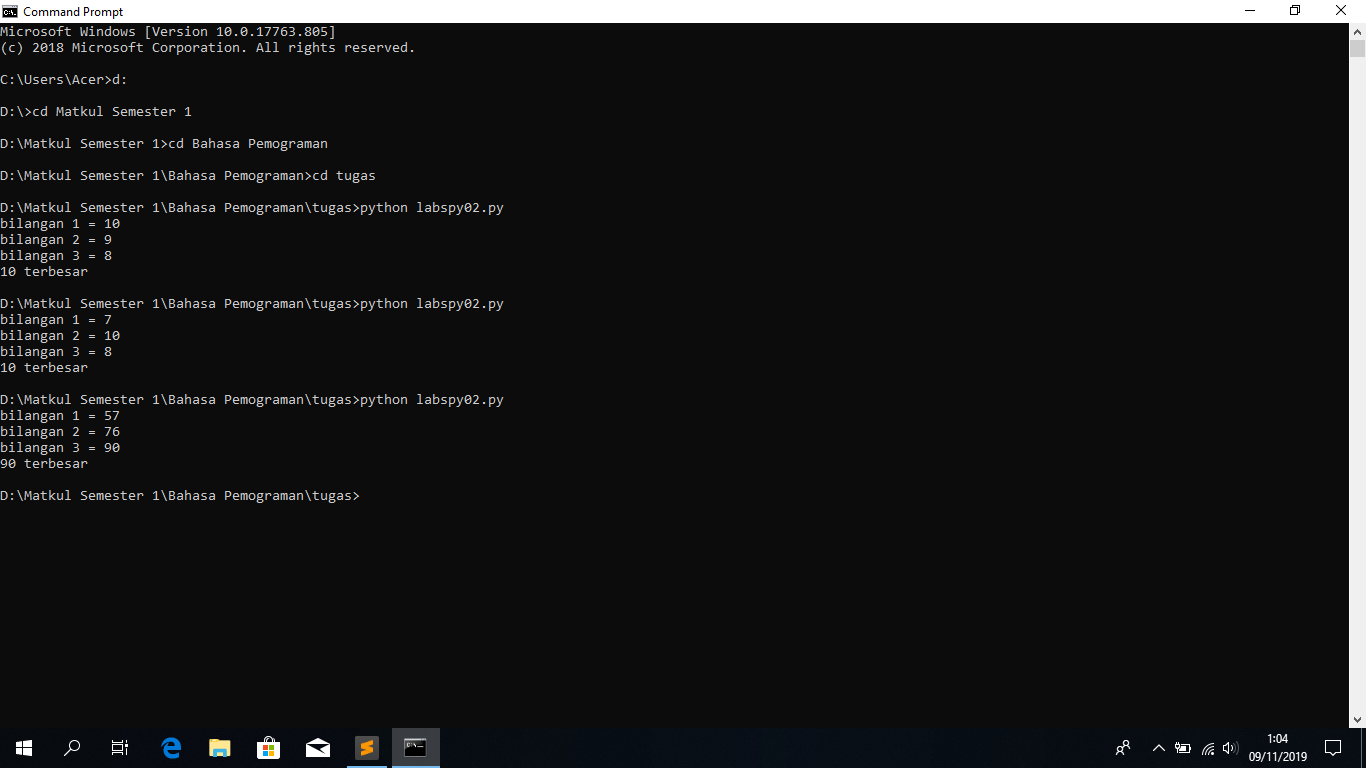 Command Prompt
Microsoft Windows [Version 10.0.17763.805]
(c) 2018 Microsoft Corporation. All rights reserved.
C:\Users\Acer>d:
D:\>cd Matkul Semester 1
D:\Matkul Semester 1>cd Bahasa Pemograman
D:\Matkul Semester 1\Bahasa Pemograman>cd tugas
D:\Matkul Semester 1\Bahasa Pemograman\tugas>python labspy02.py
bilangan 1 = 10
bilangan 2 = 9
bilangan 3 = 8
10 terbesar
D:\Matkul Semester 1\Bahasa Pemograman\tugas>python labspy02.py
bilangan 1 = 7
bilangan 2 = 10
bilangan 3 = 8
10 terbesar
D:\Matkul Semester 1\Bahasa Pemograman\tugas>python labspy02.py
bilangan 1 = 57
bilangan 2 = 76
bilangan 3 = 90
90 terbesar
D:\Matkul Semester 1\Bahasa Pemograman\tugas>
1:04
09/11/2019